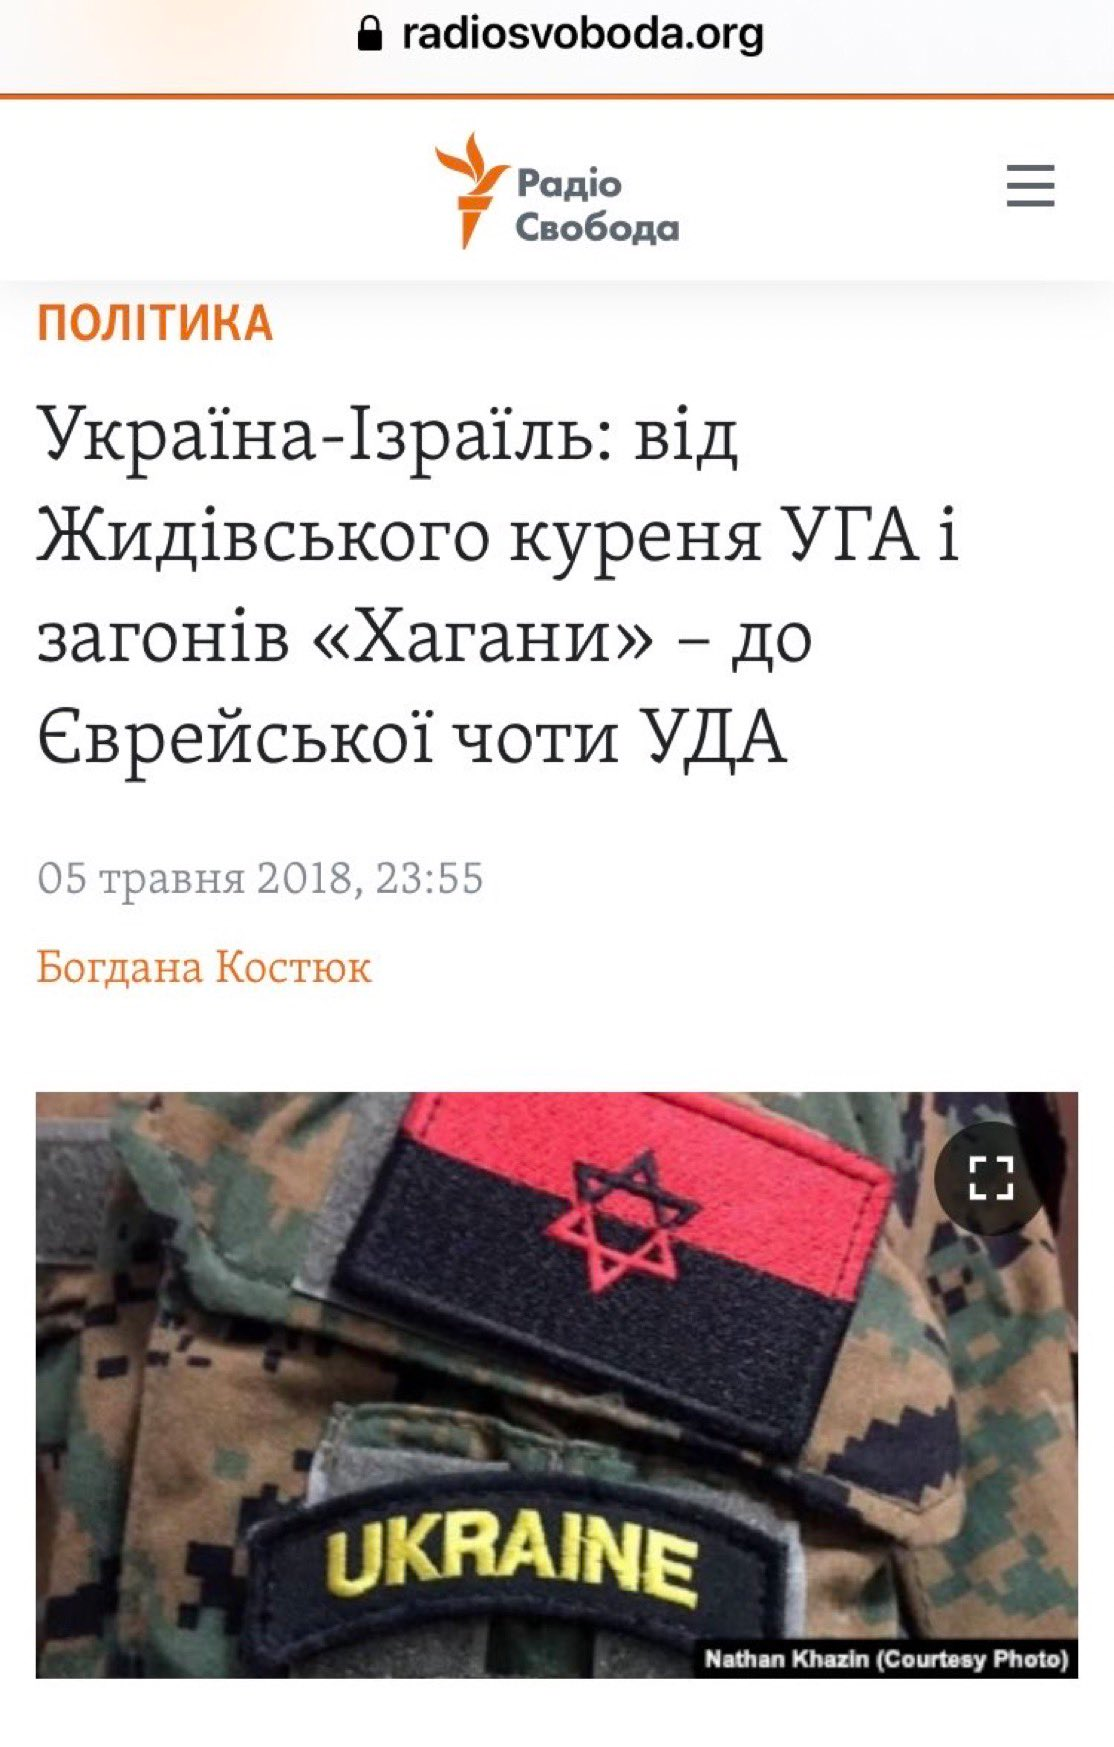 radiosvoboda.org
Радіо
Свобода
ПОЛІТИКА
Україна-Ізраїль: від
Жидівського куреня УГА і
загонів «Хагани» – до
Єврейської чоти УДА
05 травня 2018, 23:55
Богдана Костюк
UKRAINE
Nathan Khazin (Courtesy Photo)